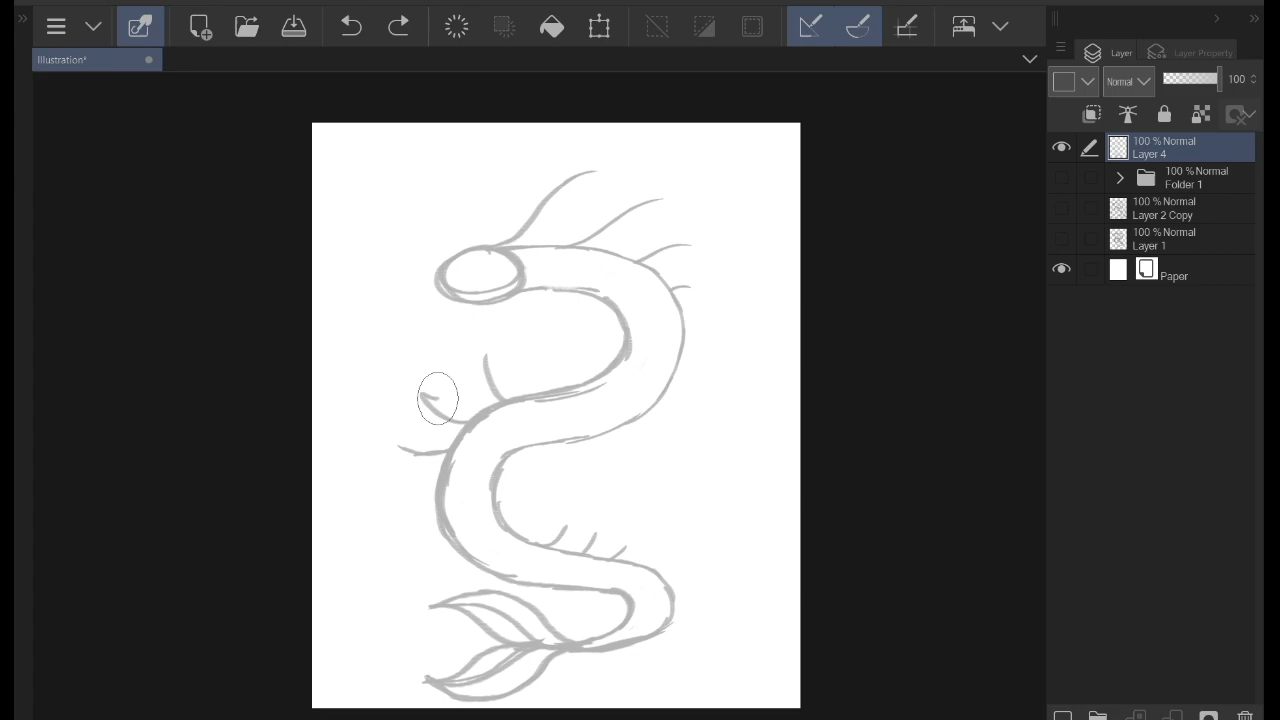 Illustration*
Layer
Layer Property
Normal
100
100 % Normal
Layer 4
100 % Normal
Folder 1
100 % Normal
Layer 2 Copy
100 % Normal
Layer 1
Paper